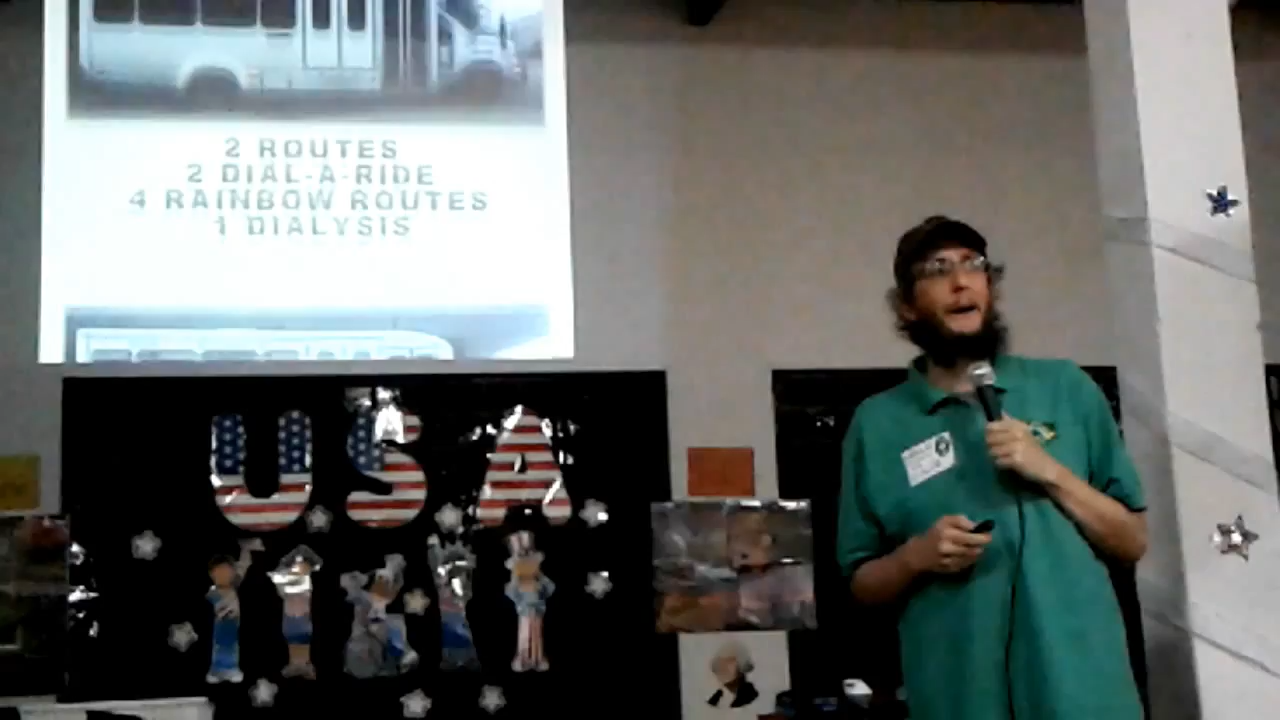 2 ROUTES
2 DIAL-A-RIDE
4 RAINBOW ROUTES
1 DIALYSIS
USA